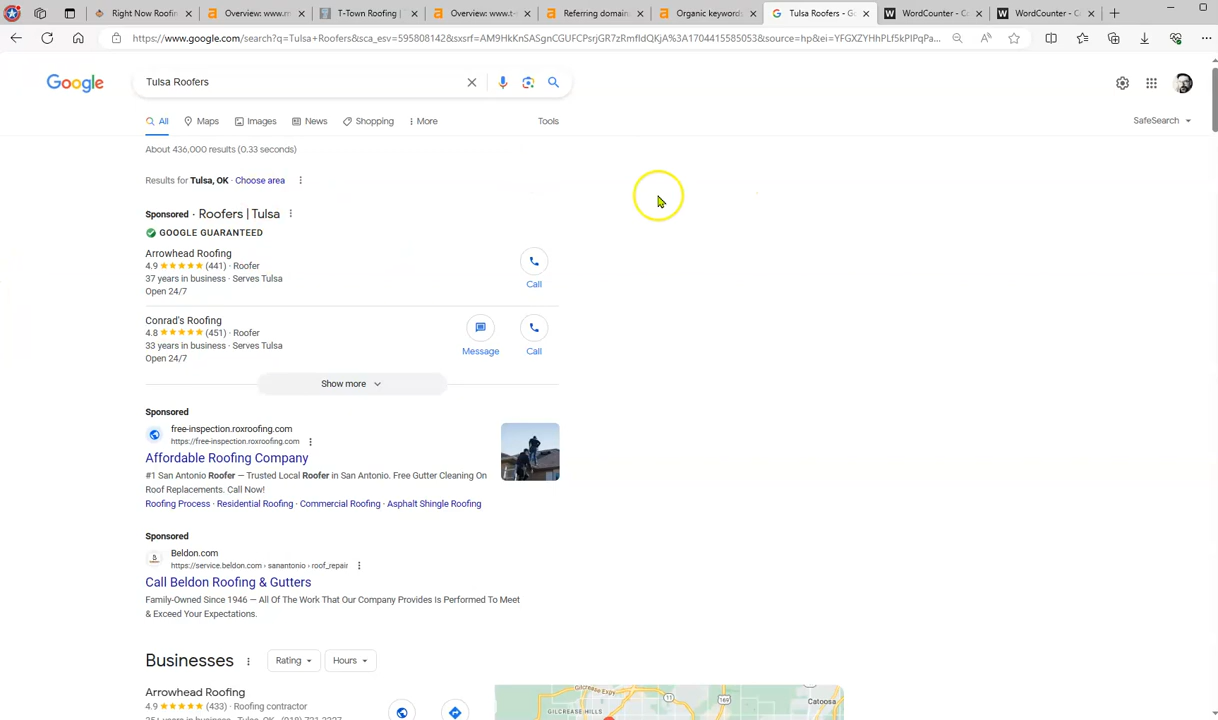 Right Now Roofing
Overview: www.r
T-Town Roofing |
Overview: www.t-
Referring domain
Organic keyword
Tulsa Roofers - G
WordCounter - C
WordCounter - C
https://www.google.com/search?q=Tulsa+Roofers&sca_esv=595808142&sxsrf=AM9HkKnSASgnCGUFCPsrjGR7zRmfIdQKjA%3A1704415585053&source=hp&ei=YFGXZYHhPLf5kPIPqPa...
Google
Tulsa Roofers
All
Maps
Images
News
Shopping
More
Tools
SafeSearch
About 436,000 results (0.33 seconds)
Results for Tulsa, OK · Choose area
Sponsored · Roofers | Tulsa
GOOGLE GUARANTEED
Arrowhead Roofing
4.9 (441) · Roofer
37 years in business · Serves Tulsa
Open 24/7
Call
Conrad's Roofing
4.8 (451) · Roofer
33 years in business · Serves Tulsa
Open 24/7
Message
Call
Show more
Sponsored
free-inspection.roxroofing.com
https://free-inspection.roxroofing.com
Affordable Roofing Company
#1 San Antonio Roofer — Trusted Local Roofer in San Antonio. Free Gutter Cleaning On
Roof Replacements. Call Now!
Roofing Process · Residential Roofing · Commercial Roofing · Asphalt Shingle Roofing
Sponsored
Beldon.com
https://service.beldon.com › sanantonio › roof_repair
Call Beldon Roofing & Gutters
Family-Owned Since 1946 — All Of The Work That Our Company Provides Is Performed To Meet
& Exceed Your Expectations.
Businesses
Rating
Hours
Arrowhead Roofing
4.9 (433) · Roofing contractor
Gilcrease Expy
GILCREASE HILLS
11
169
Catoosa